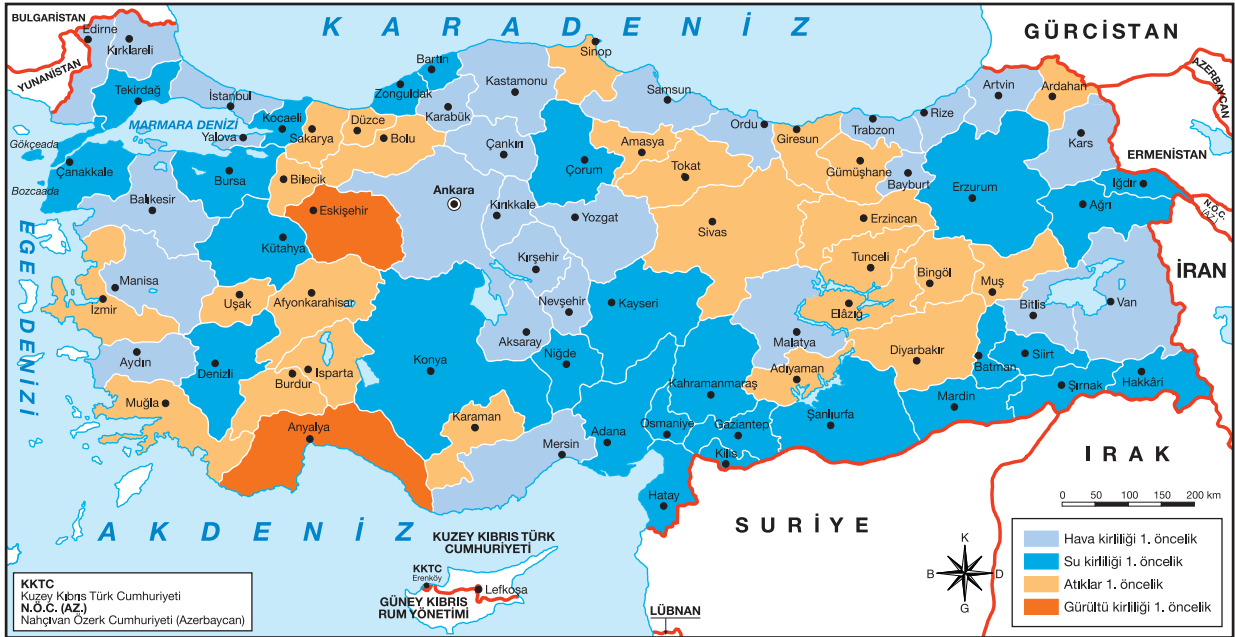 BULGARİSTAN
YUNANİSTAN
KARADENİZ
GÜRCİSTAN
AZERBAYCAN
ERMENİSTAN
N.Ö.C.
(AZ.)
İRAN
IRAK
SURİYE
LÜBNAN
AKDENİZ
EGE DENİZİ
MARMARA DENİZİ
Gökçeada
Bozcaada
Edirne
Kırklareli
Tekirdağ
İstanbul
Kocaeli
Yalova
Sakarya
Düzce
Bolu
Zonguldak
Bartın
Karabük
Kastamonu
Sinop
Çankırı
Samsun
Ordu
Giresun
Trabzon
Rize
Artvin
Ardahan
Kars
Çanakkale
Bursa
Bilecik
Balıkesir
Eskişehir
Kütahya
Ankara
Kırıkkale
Yozgat
Çorum
Amasya
Tokat
Sivas
Gümüşhane
Bayburt
Erzincan
Erzurum
Iğdır
Ağrı
Manisa
İzmir
Uşak
Afyonkarahisar
Kırşehir
Nevşehir
Aksaray
Kayseri
Niğde
Konya
Tunceli
Bingöl
Elâzığ
Muş
Bitlis
Van
Malatya
Adıyaman
Diyarbakır
Batman
Siirt
Şırnak
Hakkâri
Mardin
Şanlıurfa
Aydın
Denizli
Muğla
Burdur
Isparta
Anyalya
Karaman
Mersin
Adana
Osmaniye
Kahramanmaraş
Gaziantep
Kilis
Hatay
KUZEY KIBRIS TÜRK
CUMHURİYETİ
KKTC
Erenköy
Lefkoşa
GÜNEY KIBRIS
RUM YÖNETİMİ
KKTC
Kuzey Kıbrıs Türk Cumhuriyeti
N.Ö.C. (AZ.)
Nahçıvan Özerk Cumhuriyeti (Azerbaycan)
K
B
D
G
0 50 100 150 200 km
Hava kirliliği 1. öncelik
Su kirliliği 1. öncelik
Atıklar 1. öncelik
Gürültü kirliliği 1. öncelik